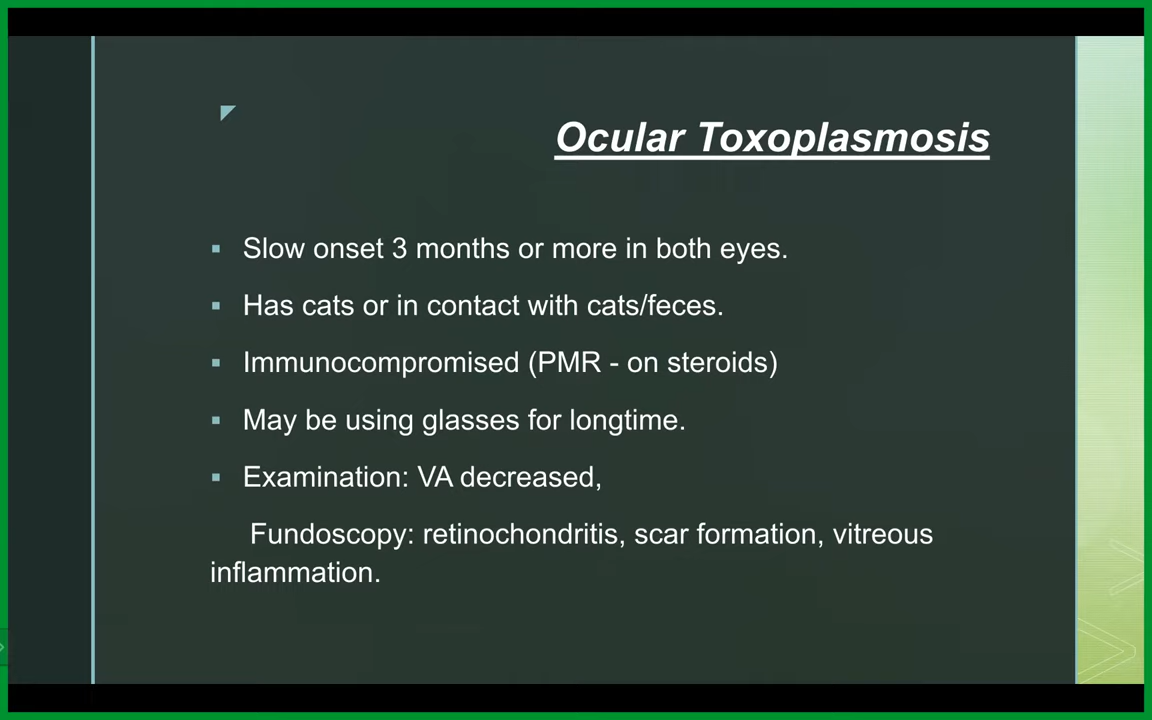 Ocular Toxoplasmosis
▪ Slow onset 3 months or more in both eyes.
▪ Has cats or in contact with cats/feces.
▪ Immunocompromised (PMR - on steroids)
▪ May be using glasses for longtime.
▪ Examination: VA decreased,
Fundoscopy: retinochondritis, scar formation, vitreous
inflammation.